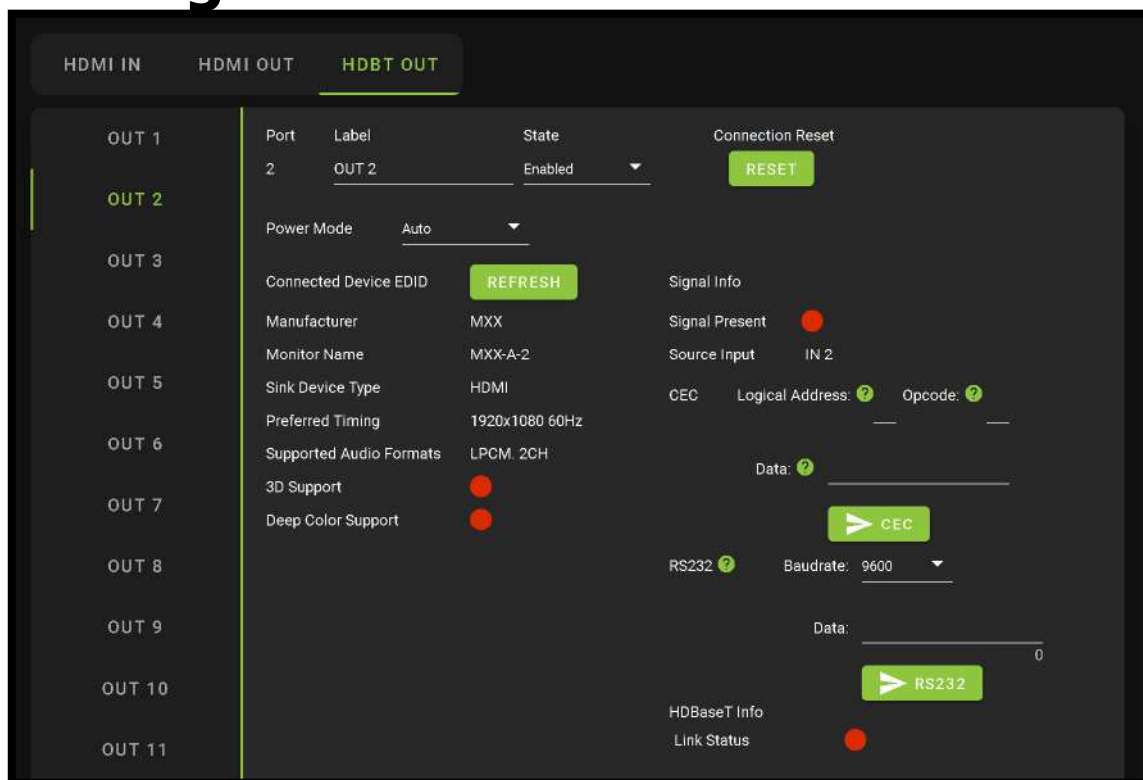 g
HDMI IN HDMI OUT HDBT OUT
OUT 1
OUT 2
OUT 3
OUT 4
OUT 5
OUT 6
OUT 7
OUT 8
OUT 9
OUT 10
OUT 11
Port Label State Connection Reset
2 OUT 2 Enabled RESET
Power Mode Auto
Connected Device EDID REFRESH
Manufacturer MXX
Monitor Name MXX-A-2
Sink Device Type HDMI
Preferred Timing 1920x1080 60Hz
Supported Audio Formats LPCM. 2CH
3D Support
Deep Color Support
Signal Info
Signal Present
Source Input IN 2
CEC Logical Address: ? Opcode: ?
Data: ?
CEC
RS232 ? Baudrate: 9600
Data:
0
RS232
HDBaseT Info
Link Status